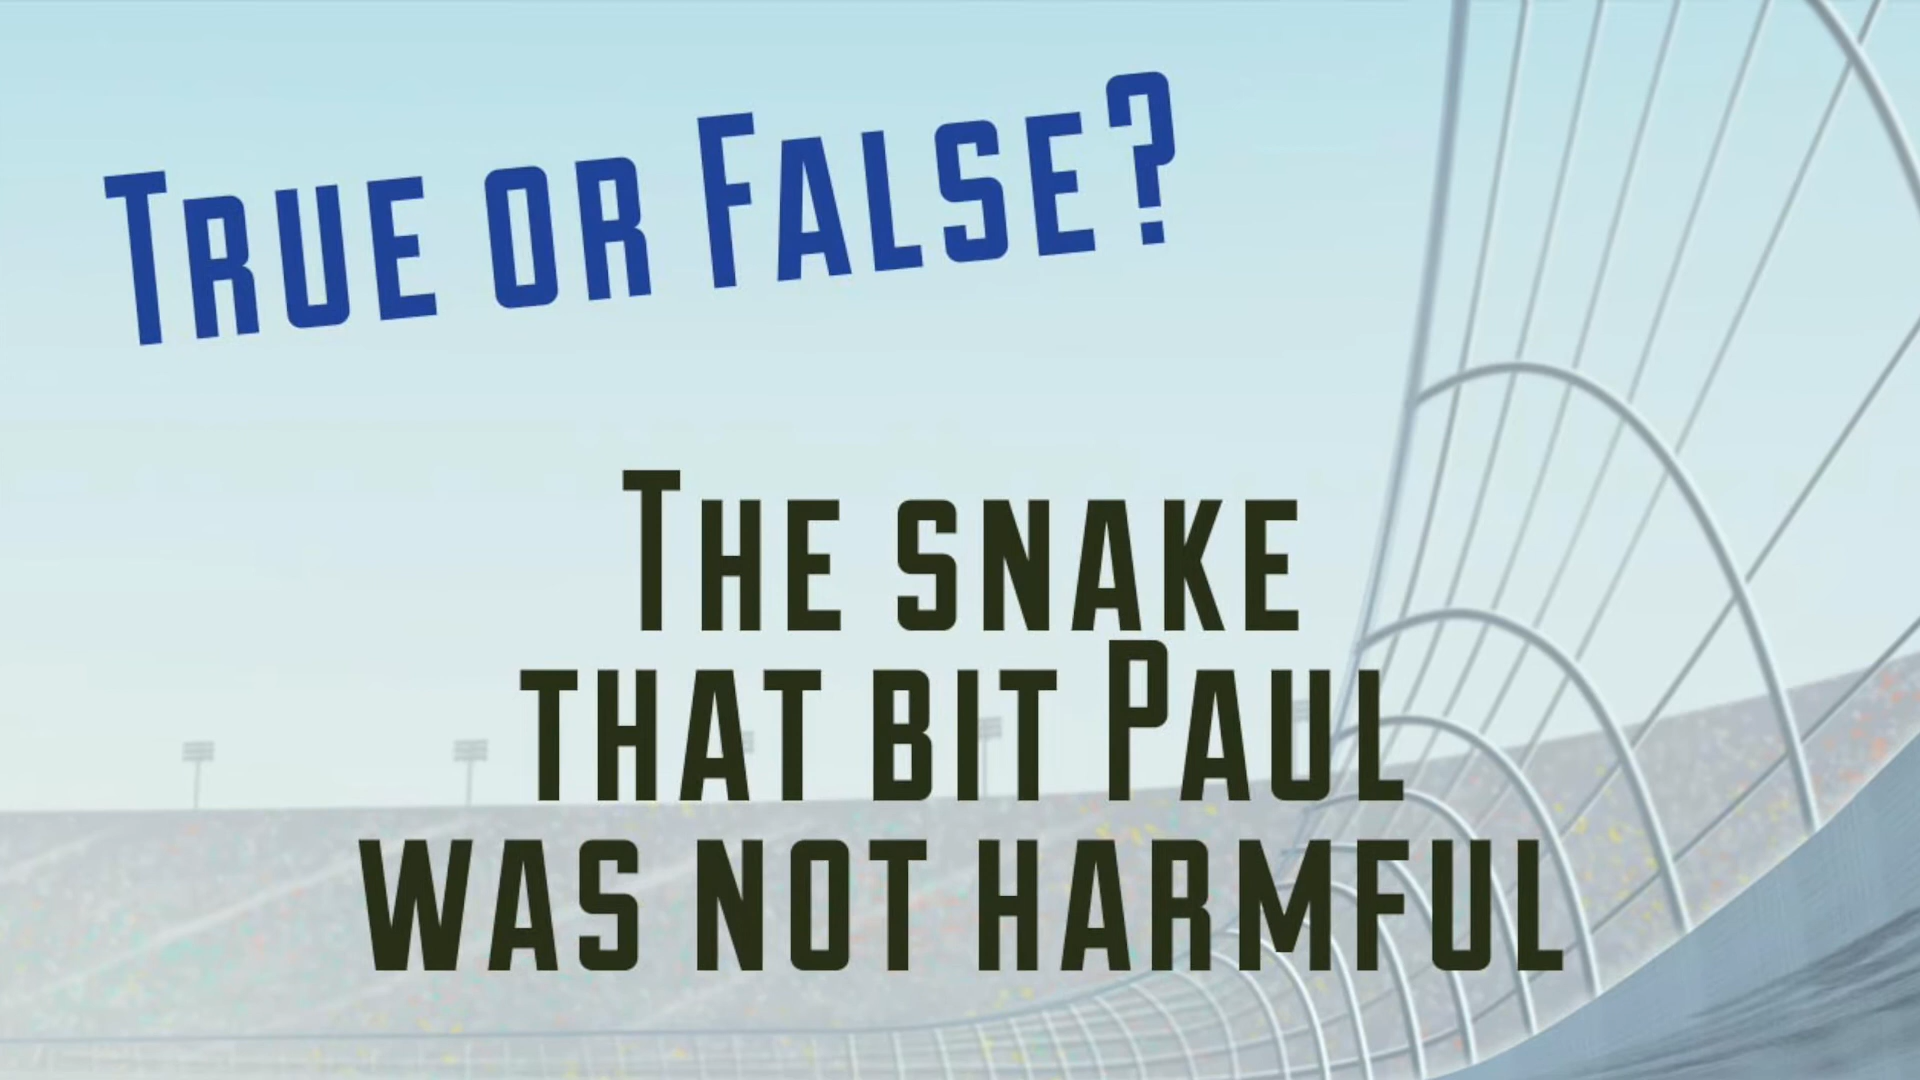 True or False?
The snake
that bit Paul
was not harmful